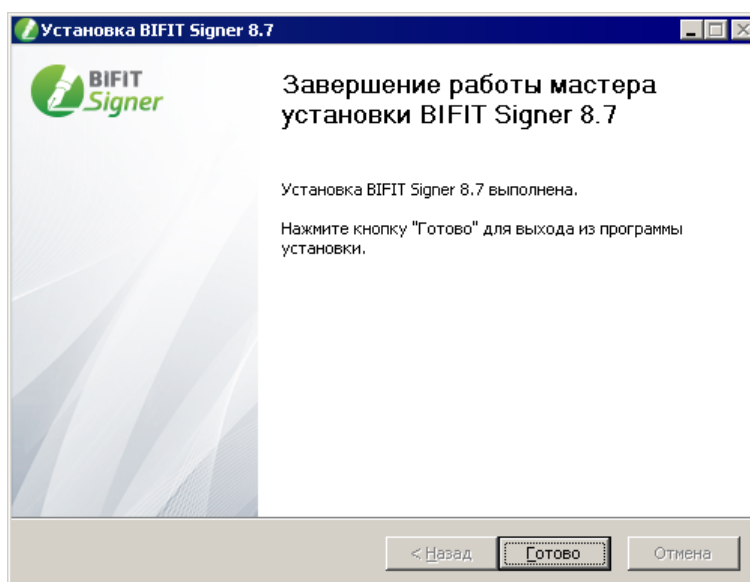 Установка BIFIT Signer 8.7
BIFIT
Signer
Завершение работы мастера
установки BIFIT Signer 8.7
Установка BIFIT Signer 8.7 выполнена.
Нажмите кнопку "Готово" для выхода из программы
установки.
< Назад
Готово
Отмена